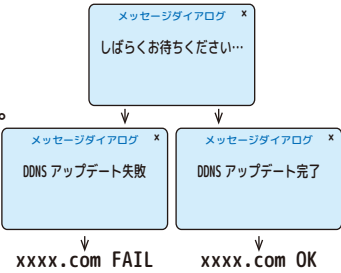 メッセージダイアログ x
しばらくお待ちください…
。
メッセージダイアログ x
DDNS アップデート失敗
メッセージダイアログ x
DDNS アップデート完了
xxxx.com FAIL
xxxx.com OK